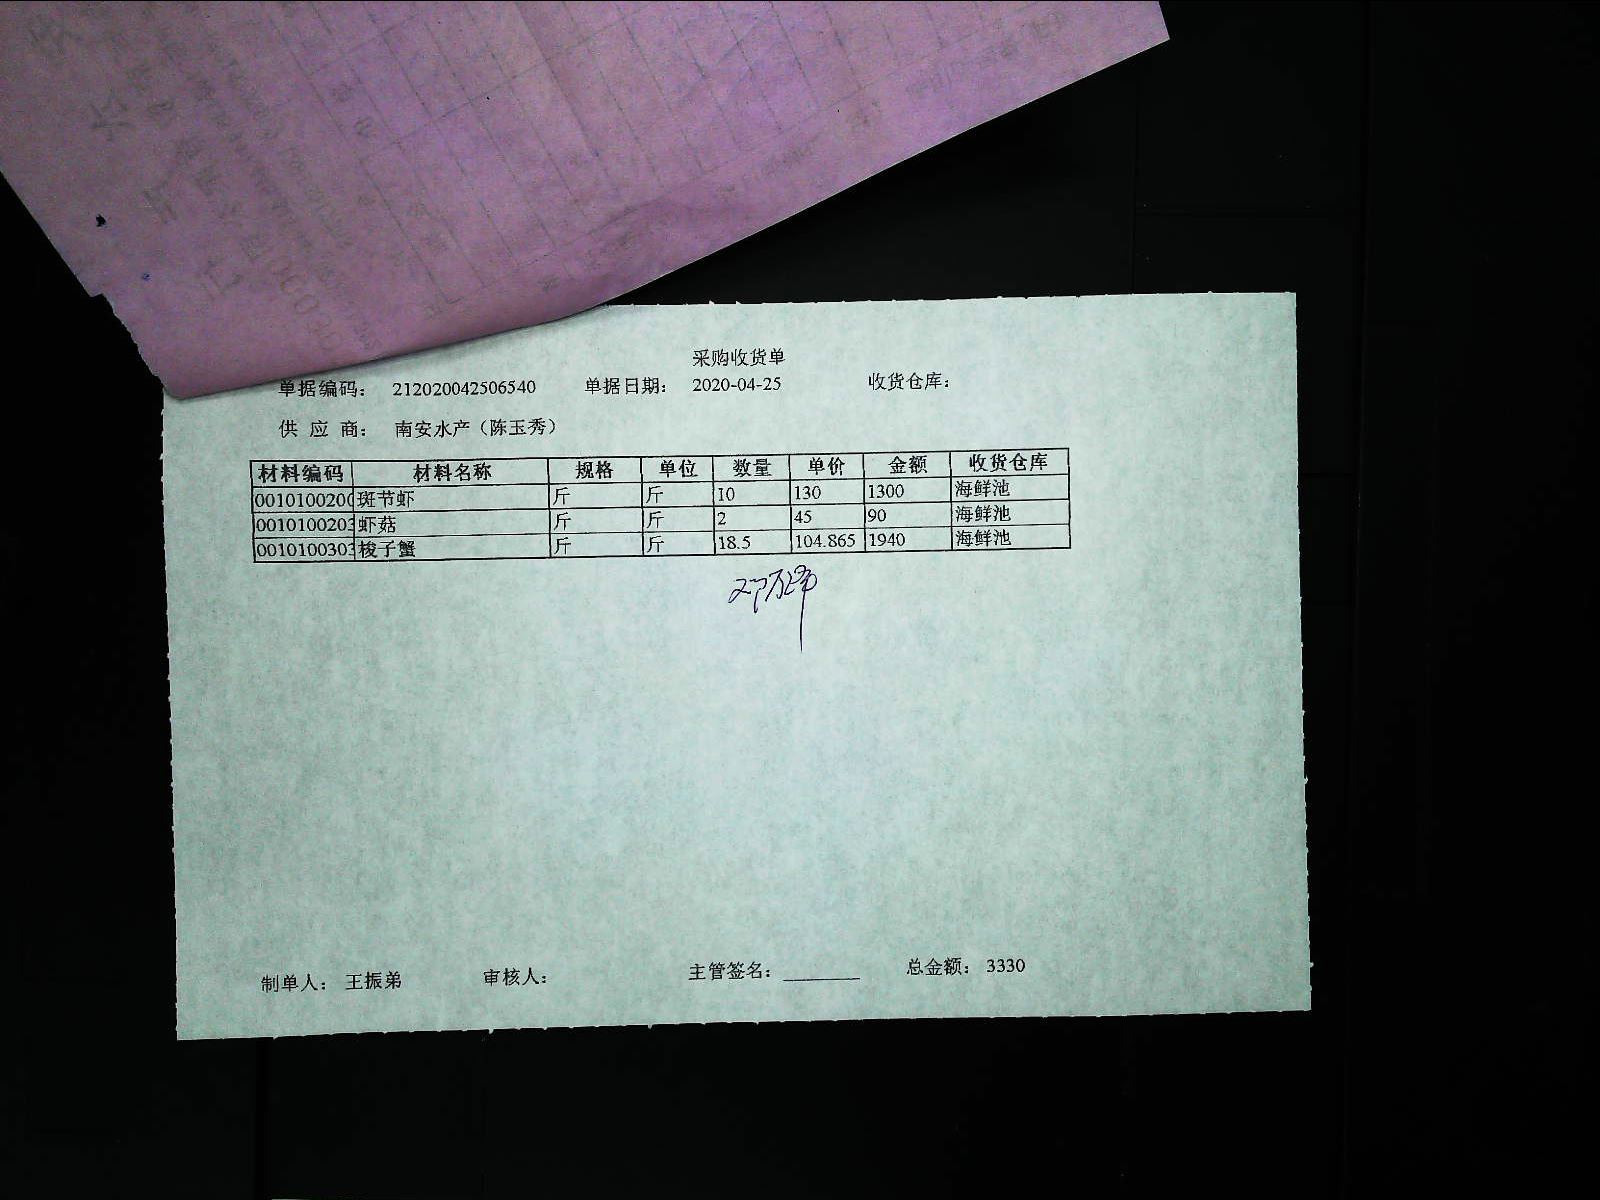 采购收货单
单据编码： 212020042506540 单据日期： 2020-04-25 收货仓库：
供 应 商： 南安水产（陈玉秀）
材料编码 材料名称 规格 单位 数量 单价 金额 收货仓库
0010100200 斑节虾 斤 斤 10 130 1300 海鲜池
0010100203 虾菇 斤 斤 2 45 90 海鲜池
0010100303 梭子蟹 斤 斤 18.5 104.865 1940 海鲜池
制单人： 王振弟 审核人： 主管签名： ________ 总金额： 3330